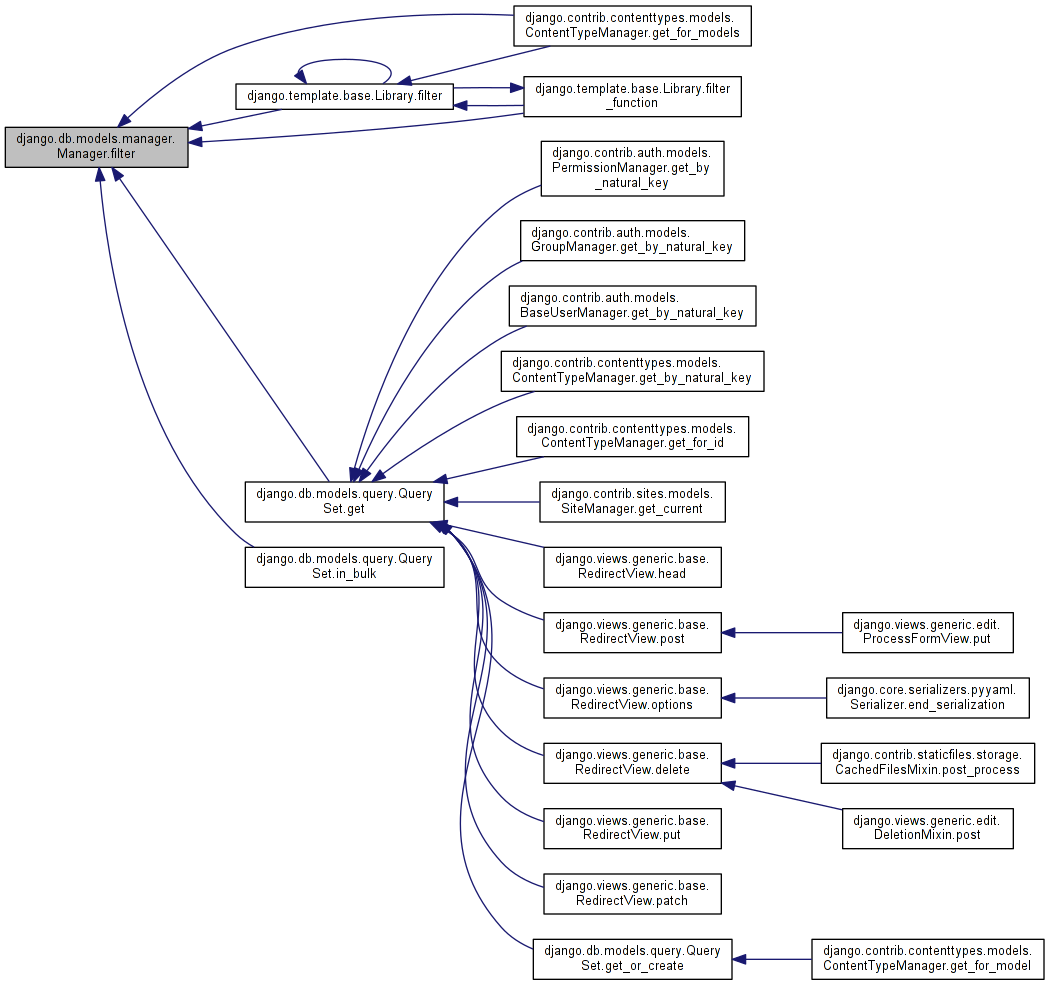 django.contrib.contenttypes.models.
ContentTypeManager.get_for_models
django.template.base.Library.filter
django.template.base.Library.filter
_function
django.db.models.manager.
Manager.filter
django.contrib.auth.models.
PermissionManager.get_by
_natural_key
django.contrib.auth.models.
GroupManager.get_by_natural_key
django.contrib.auth.models.
BaseUserManager.get_by_natural_key
django.contrib.contenttypes.models.
ContentTypeManager.get_by_natural_key
django.contrib.contenttypes.models.
ContentTypeManager.get_for_id
django.db.models.query.Query
Set.get
django.contrib.sites.models.
SiteManager.get_current
django.db.models.query.Query
Set.in_bulk
django.views.generic.base.
RedirectView.head
django.views.generic.base.
RedirectView.post
django.views.generic.edit.
ProcessFormView.put
django.views.generic.base.
RedirectView.options
django.core.serializers.pyyaml.
Serializer.end_serialization
django.views.generic.base.
RedirectView.delete
django.contrib.staticfiles.storage.
CachedFilesMixin.post_process
django.views.generic.base.
RedirectView.put
django.views.generic.edit.
DeletionMixin.post
django.views.generic.base.
RedirectView.patch
django.db.models.query.Query
Set.get_or_create
django.contrib.contenttypes.models.
ContentTypeManager.get_for_model